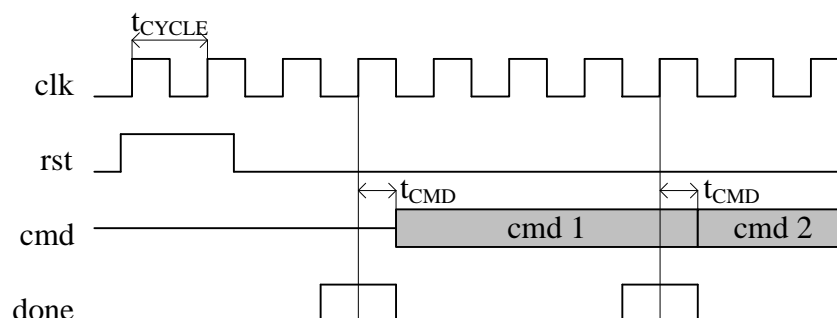 tCYCLE
clk
rst
tCMD tCMD
cmd cmd 1 cmd 2
done